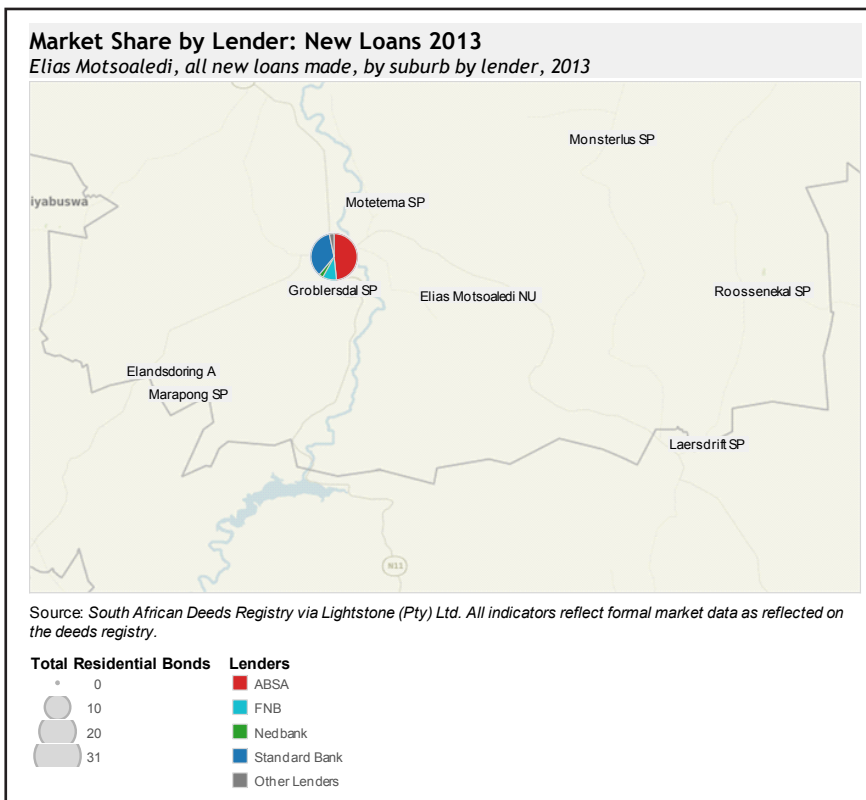 Market Share by Lender: New Loans 2013
Elias Motsoaledi, all new loans made, by suburb by lender, 2013
Monsterlus SP
iyabuswa
Motetema SP
Groblersdal SP
Elias Motsoaledi NU
Roossenekal SP
Elandsdoring A
Marapong SP
Laersdrift SP
N11
Source: South African Deeds Registry via Lightstone (Pty) Ltd. All indicators reflect formal market data as reflected on
the deeds registry.
Total Residential Bonds
0
10
20
31
Lenders
ABSA
FNB
Nedbank
Standard Bank
Other Lenders